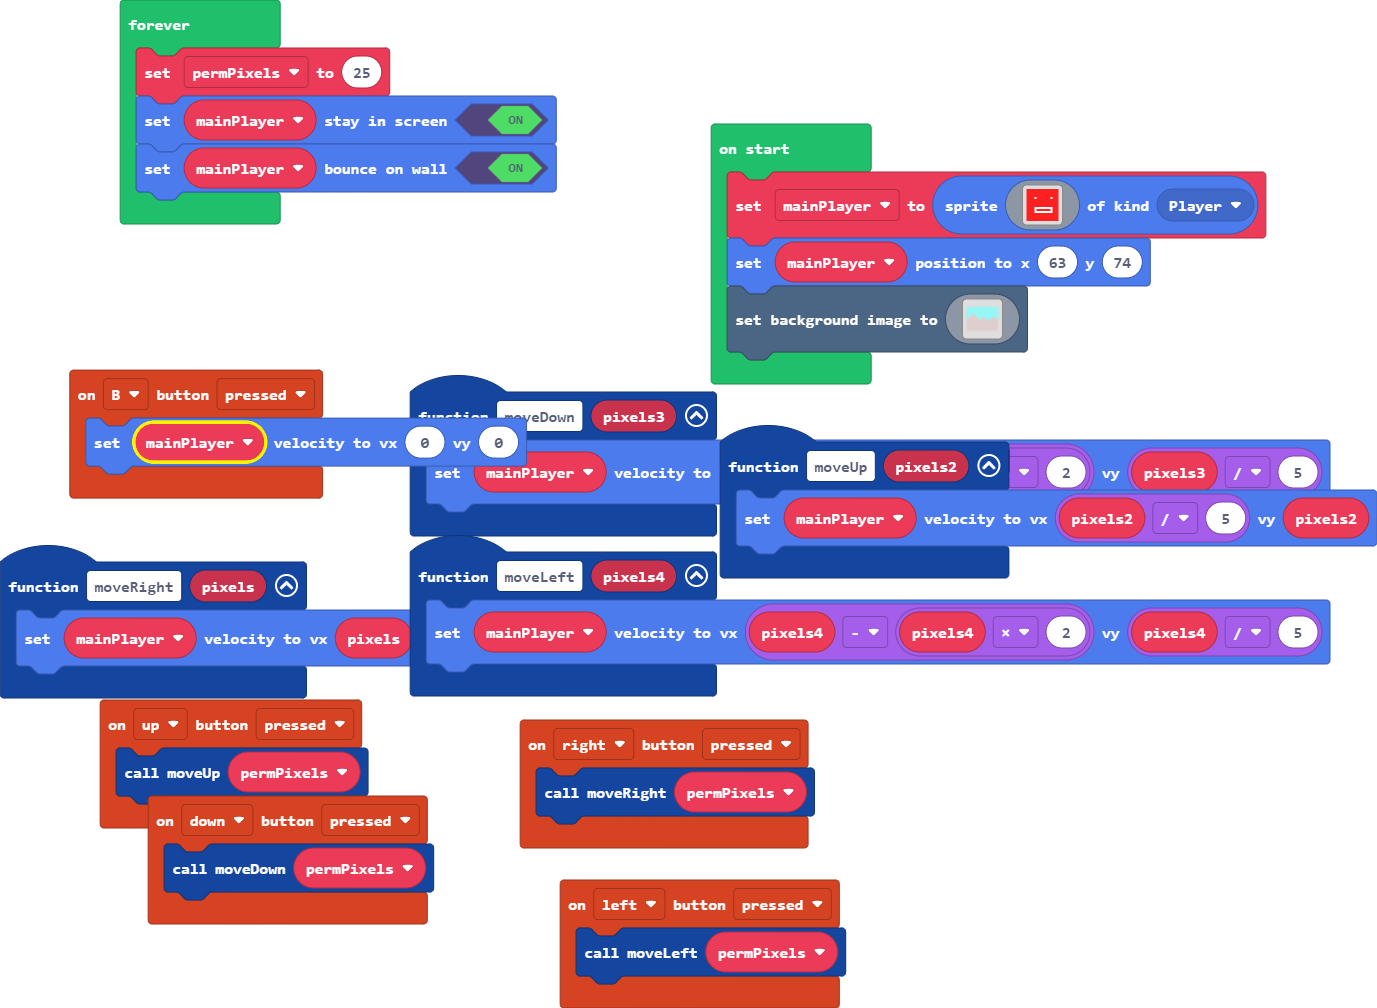 forever
set permPixels to 25
set mainPlayer stay in screen ON
set mainPlayer bounce on wall ON
on start
set mainPlayer to sprite of kind Player
set mainPlayer position to x 63 y 74
set background image to
on B button pressed
set mainPlayer velocity to vx 0 vy 0
function moveDown pixels3
set mainPlayer velocity to 2 vy pixels3 / 5
function moveUp pixels2
set mainPlayer velocity to vx pixels2 / 5 vy pixels2
function moveRight pixels
set mainPlayer velocity to vx pixels
function moveLeft pixels4
set mainPlayer velocity to vx pixels4 - pixels4 × 2 vy pixels4 / 5
on up button pressed
call moveUp permPixels
on down button pressed
call moveDown permPixels
on right button pressed
call moveRight permPixels
on left button pressed
call moveLeft permPixels